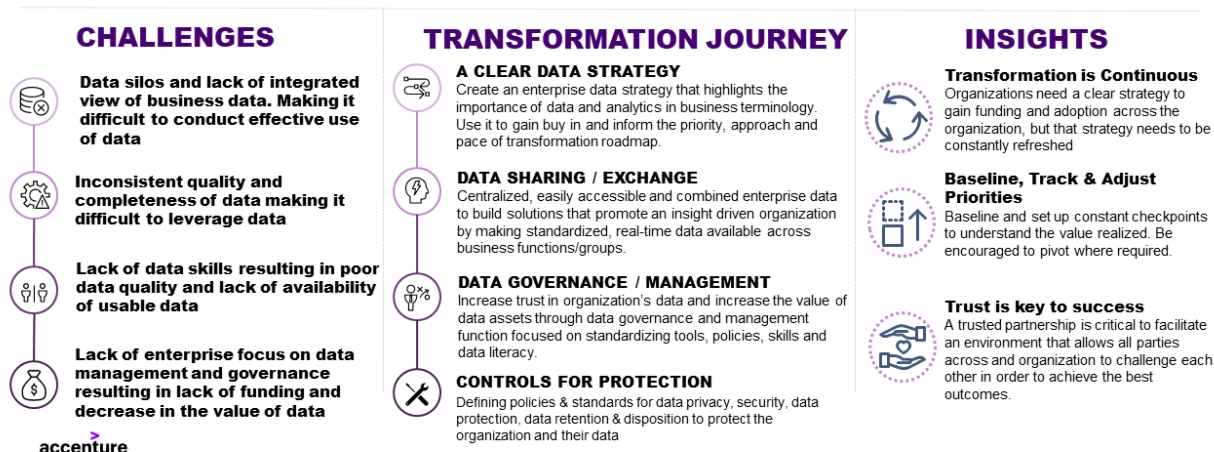 CHALLENGES
Data silos and lack of integrated
view of business data. Making it
difficult to conduct effective use
of data
Inconsistent quality and
completeness of data making it
difficult to leverage data
Lack of data skills resulting in poor
data quality and lack of availability
of usable data
Lack of enterprise focus on data
management and governance
resulting in lack of funding and
decrease in the value of data
accenture
TRANSFORMATION JOURNEY
A CLEAR DATA STRATEGY
Create an enterprise data strategy that highlights the
importance of data and analytics in business terminology.
Use it to gain buy in and inform the priority, approach and
pace of transformation roadmap.
DATA SHARING / EXCHANGE
Centralized, easily accessible and combined enterprise data
to build solutions that promote an insight driven organization
by making standardized, real-time data available across
business functions/groups.
DATA GOVERNANCE / MANAGEMENT
Increase trust in organization's data and increase the value of
data assets through data governance and management
function focused on standardizing tools, policies, skills and
data literacy.
CONTROLS FOR PROTECTION
Defining policies & standards for data privacy, security, data
protection, data retention & disposition to protect the
organization and their data
INSIGHTS
Transformation is Continuous
Organizations need a clear strategy to
gain funding and adoption across the
organization, but that strategy needs to be
constantly refreshed
Baseline, Track & Adjust
Priorities
Baseline and set up constant checkpoints
to understand the value realized. Be
encouraged to pivot where required.
Trust is key to success
A trusted partnership is critical to facilitate
an environment that allows all parties
across and organization to challenge each
other in order to achieve the best
outcomes.